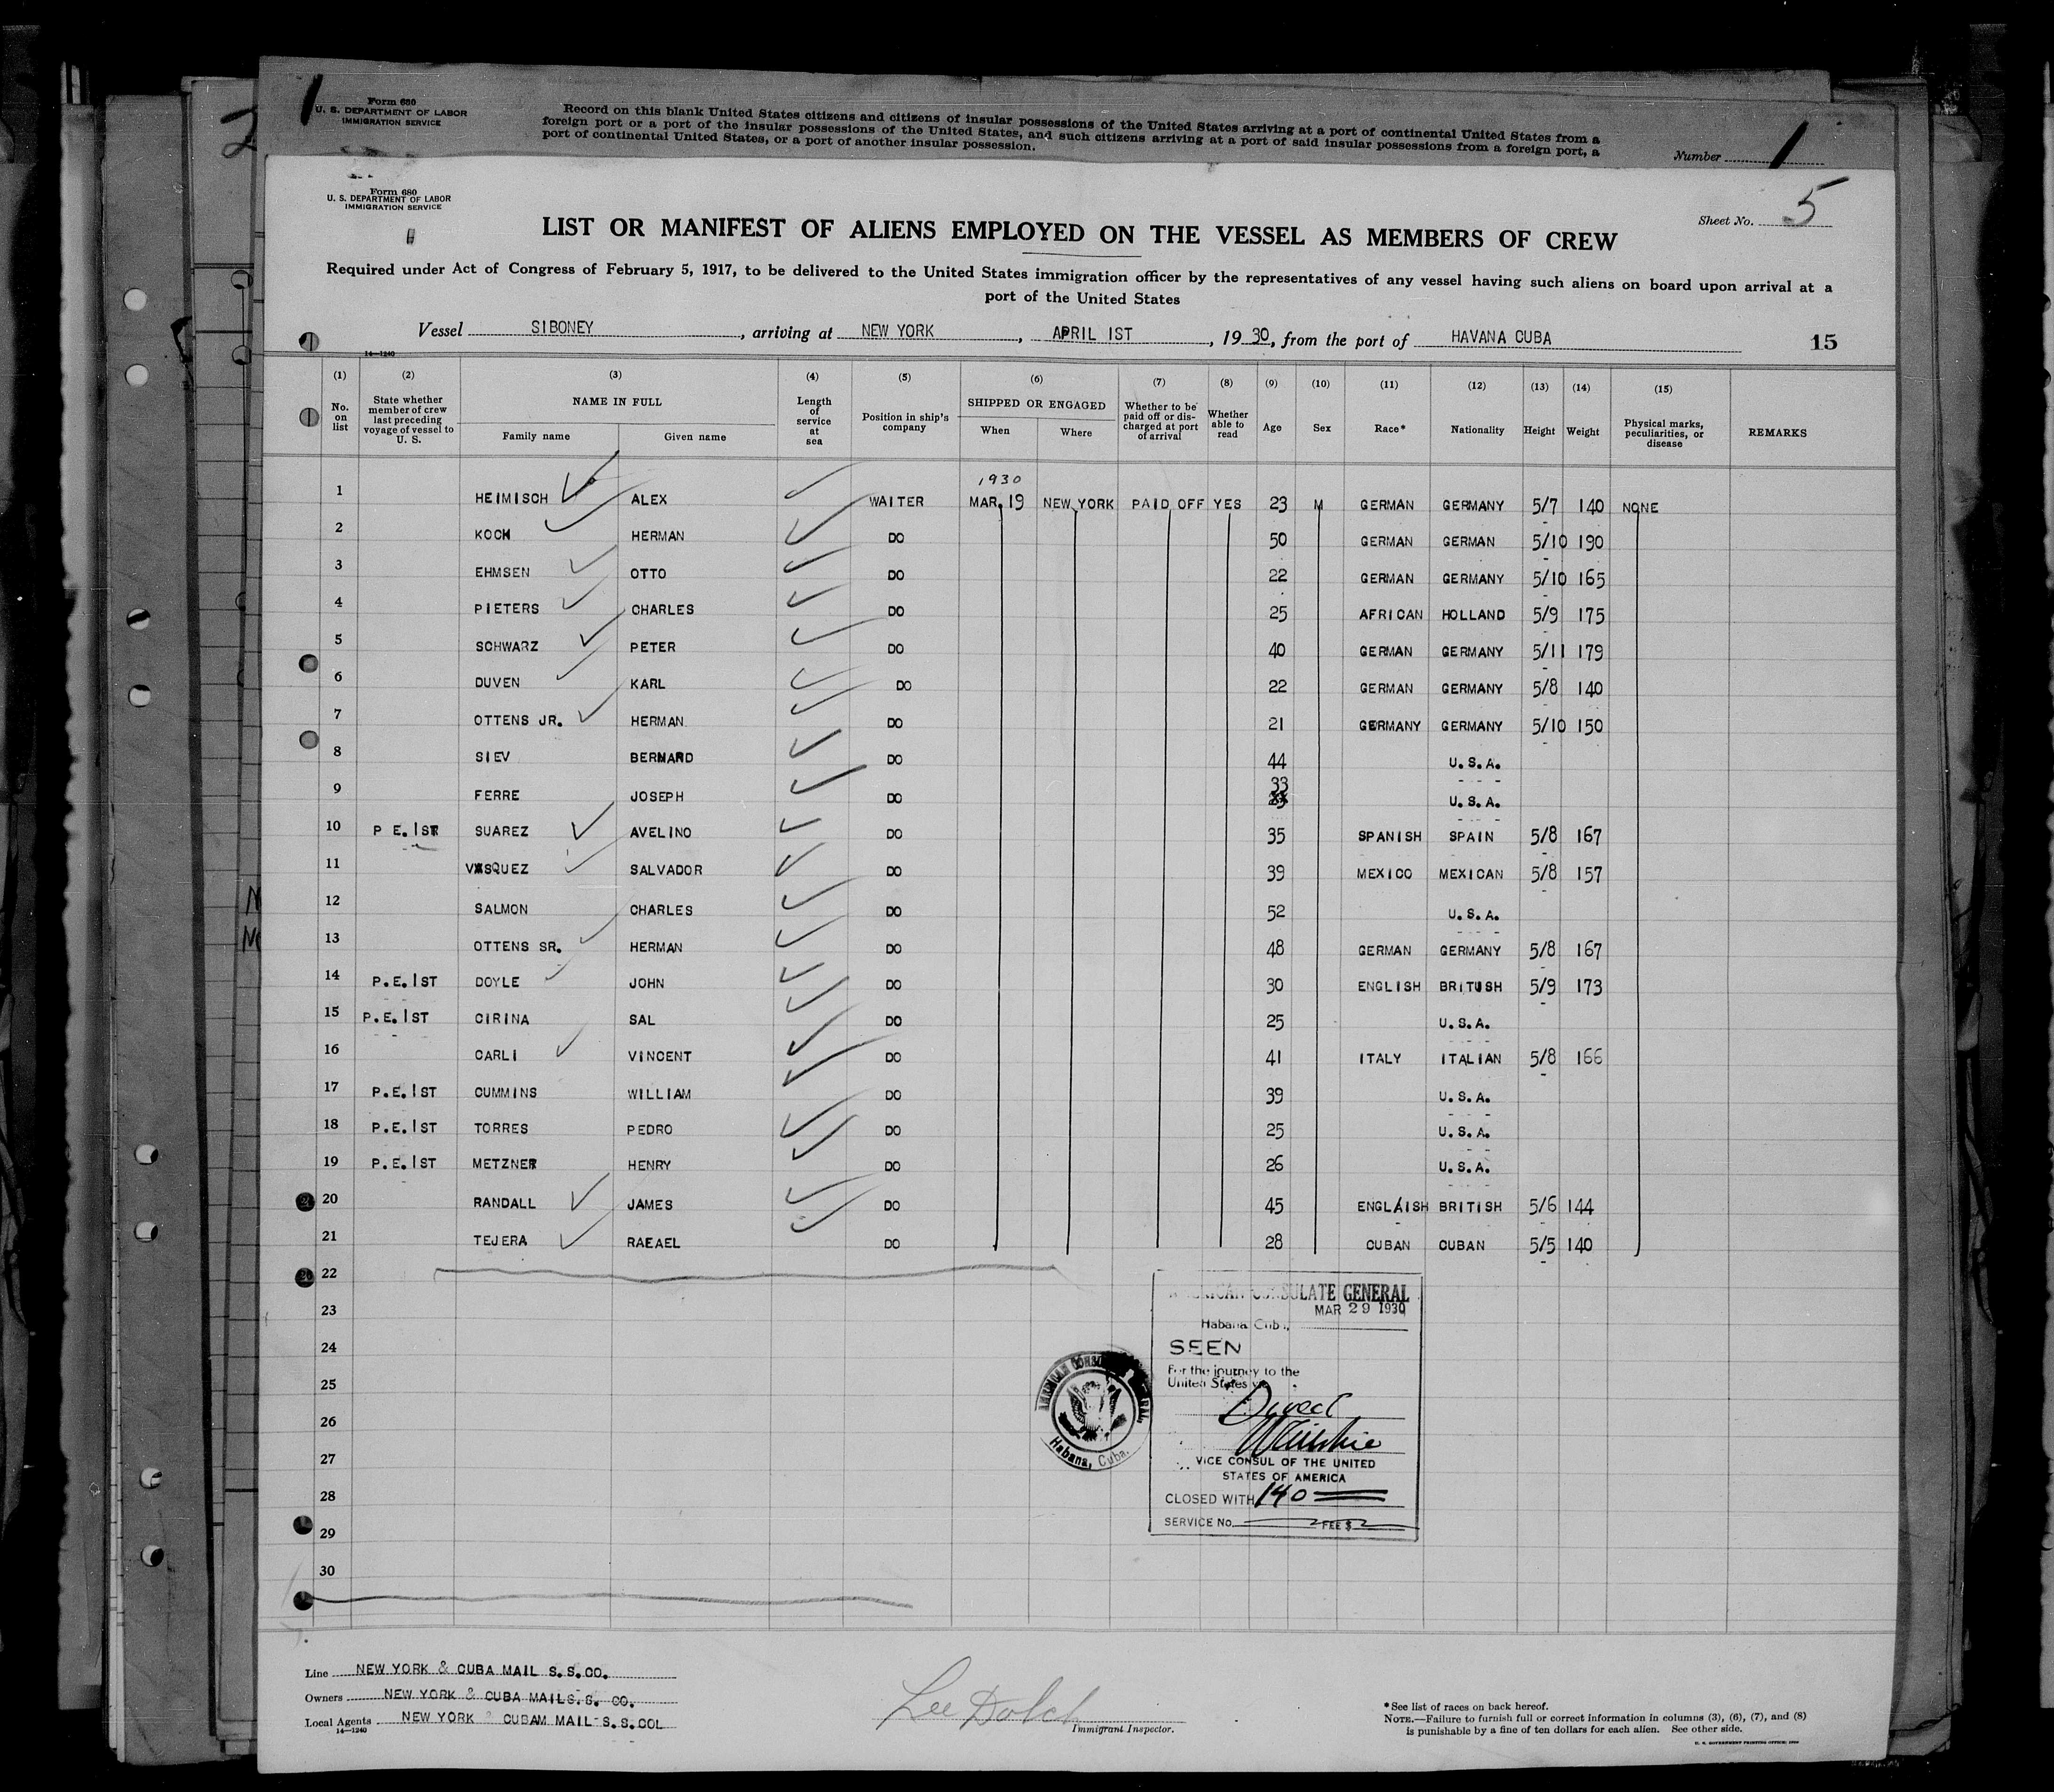 Form 680
U. S. DEPARTMENT OF LABOR
IMMIGRATION SERVICE
Record on this blank United States citizens and citizens of insular possessions of the United States arriving at a port of continental United States from a
foreign port or a port of the insular possessions of the United States, and such citizens arriving at a port of said insular possessions from a foreign port, a
port of continental United States, or a port of another insular possession.
Number 1
1
2
Form 680
U. S. DEPARTMENT OF LABOR
IMMIGRATION SERVICE
Sheet No. 5
LIST OR MANIFEST OF ALIENS EMPLOYED ON THE VESSEL AS MEMBERS OF CREW
Required under Act of Congress of February 5, 1917, to be delivered to the United States immigration officer by the representatives of any vessel having such aliens on board upon arrival at a
port of the United States
Vessel SIBONEY, arriving at NEW YORK, APRIL 1ST, 1930, from the port of HAVANA CUBA 15
14—1240
(1) (2) (3) (4) (5) (6) (7) (8) (9) (10) (11) (12) (13) (14) (15)
No. on list State whether member of crew last preceding voyage of vessel to U. S. NAME IN FULL Family name Given name Length of service at sea Position in ship's company SHIPPED OR ENGAGED When Where Whether to be paid off or discharged at port of arrival Whether able to read Age Sex Race* Nationality Height Weight Physical marks, peculiarities, or disease REMARKS
1930
1 HEIMISCH ALEX WAITER MAR. 19 NEW YORK PAID OFF YES 23 M GERMAN GERMANY 5/7 140 NONE
2 KOCH HERMAN DO 50 GERMAN GERMAN 5/10 190
3 EHMSEN OTTO DO 22 GERMAN GERMANY 5/10 165
4 PIETERS CHARLES DO 25 AFRICAN HOLLAND 5/9 175
5 SCHWARZ PETER DO 40 GERMAN GERMANY 5/11 179
6 DUVEN KARL DO 22 GERMAN GERMANY 5/8 140
7 OTTENS JR. HERMAN DO 21 GERMANY GERMANY 5/10 150
8 SIEV BERNARD DO 44 U.S.A.
9 FERRE JOSEPH DO 33 U.S.A.
10 P E. 1ST SUAREZ AVELINO DO 35 SPANISH SPAIN 5/8 167
11 VASQUEZ SALVADOR DO 39 MEXICO MEXICAN 5/8 157
12 SALMON CHARLES DO 52 U.S.A.
13 OTTENS SR. HERMAN DO 48 GERMAN GERMANY 5/8 167
14 P.E.1ST DOYLE JOHN DO 30 ENGLISH BRITUSH 5/9 173
15 P.E.1ST CIRINA SAL DO 25 U.S.A.
16 CARLI VINCENT DO 41 ITALY ITALIAN 5/8 166
17 P.E.1ST CUMMINS WILLIAM DO 39 U.S.A.
18 P.E.1ST TORRES PEDRO DO 25 U.S.A.
19 P.E.1ST METZNER HENRY DO 26 U.S.A.
20 RANDALL JAMES DO 45 ENGLAISH BRITISH 5/6 144
21 TEJERA RAEAEL DO 28 CUBAN CUBAN 5/5 140
22
23
24
25
26
27
28
29
30
AMERICAN CONSULATE GENERAL
MAR 29 1930
Habana, Cuba,
SEEN
For the journey to the
United States
Direct
VICE CONSUL OF THE UNITED
STATES OF AMERICA
CLOSED WITH 140
SERVICE No. FEE $
AMERICAN CONSULATE GENERAL
Habana, Cuba.
Line NEW YORK & CUBA MAIL S.S.CO.
Owners NEW YORK & CUBA MAILS.S. CO.
Local Agents NEW YORK & CUBAM MAIL S.S.COL
14—1240
Lee Dolch
Immigrant Inspector.
*See list of races on back hereof.
NOTE.—Failure to furnish full or correct information in columns (3), (6), (7), and (8)
is punishable by a fine of ten dollars for each alien. See other side.